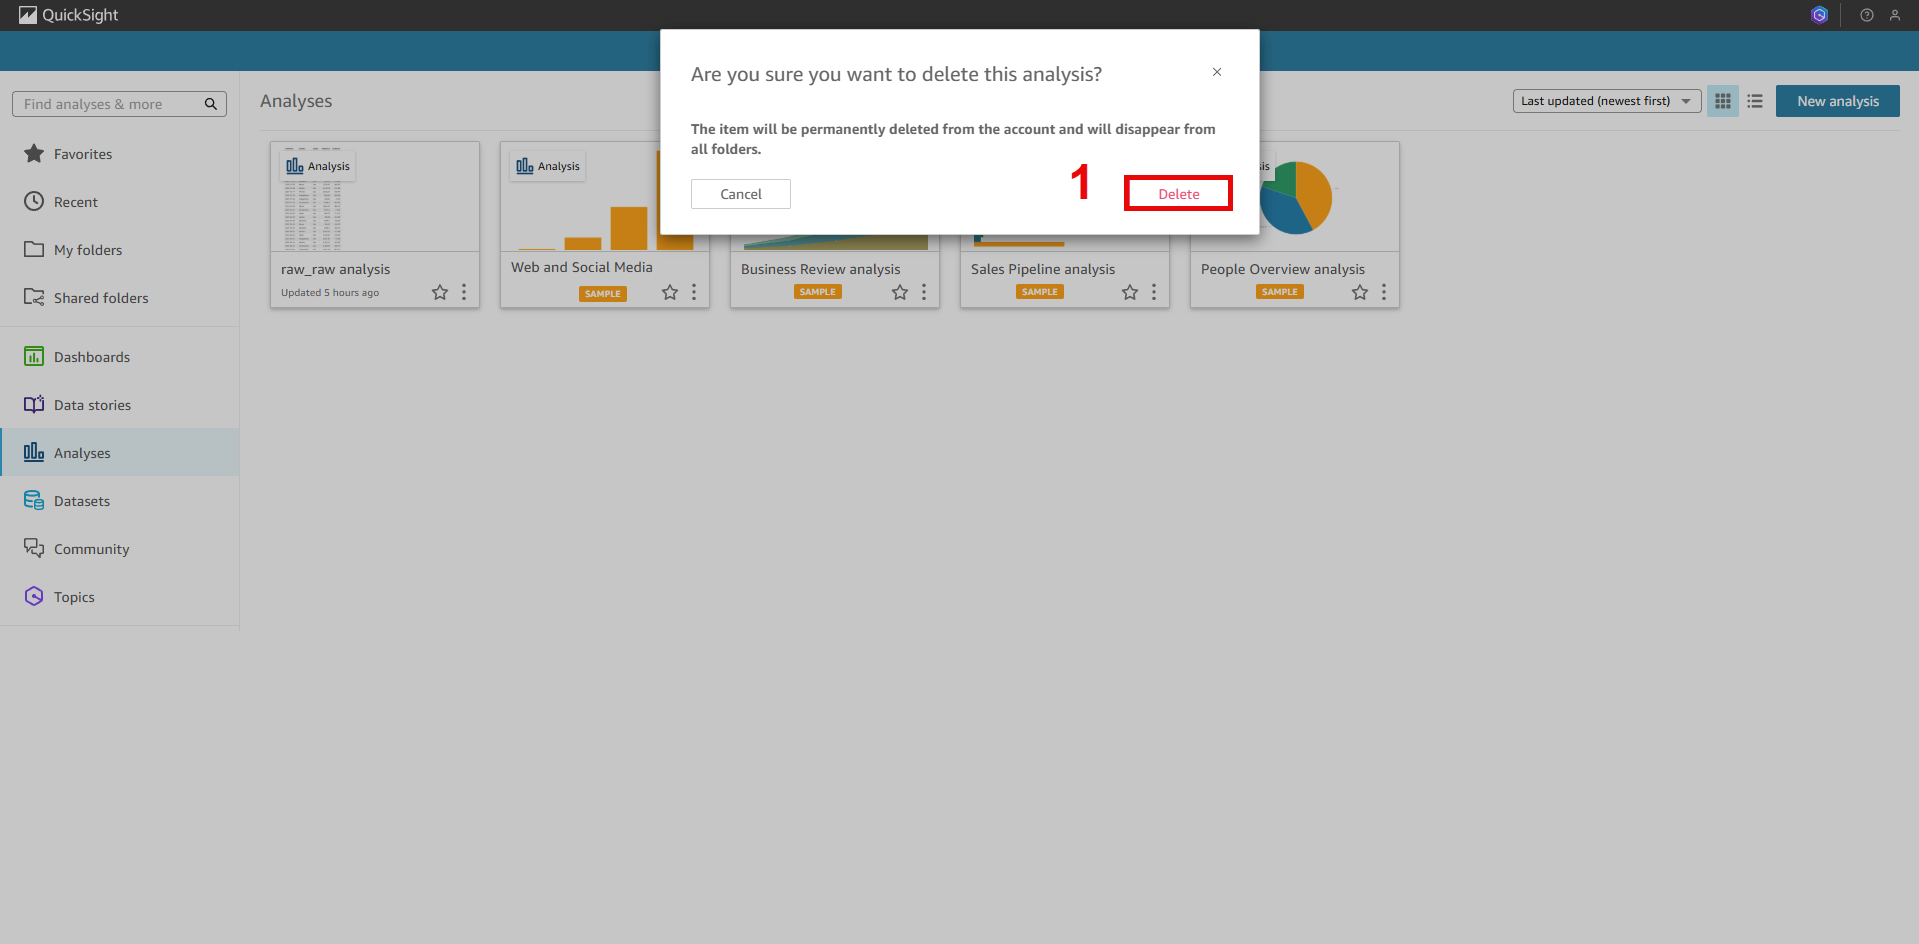 QuickSight
Are you sure you want to delete this analysis?
The item will be permanently deleted from the account and will disappear from
all folders.
1
Cancel
Delete
Find analyses & more
Favorites
Recent
My folders
Shared folders
Dashboards
Data stories
Analyses
Datasets
Community
Topics
Analyses
Last updated (newest first)
New analysis
Analysis
raw_raw analysis
Updated 5 hours ago
Analysis
Web and Social Media
SAMPLE
Business Review analysis
SAMPLE
Sales Pipeline analysis
SAMPLE
People Overview analysis
SAMPLE